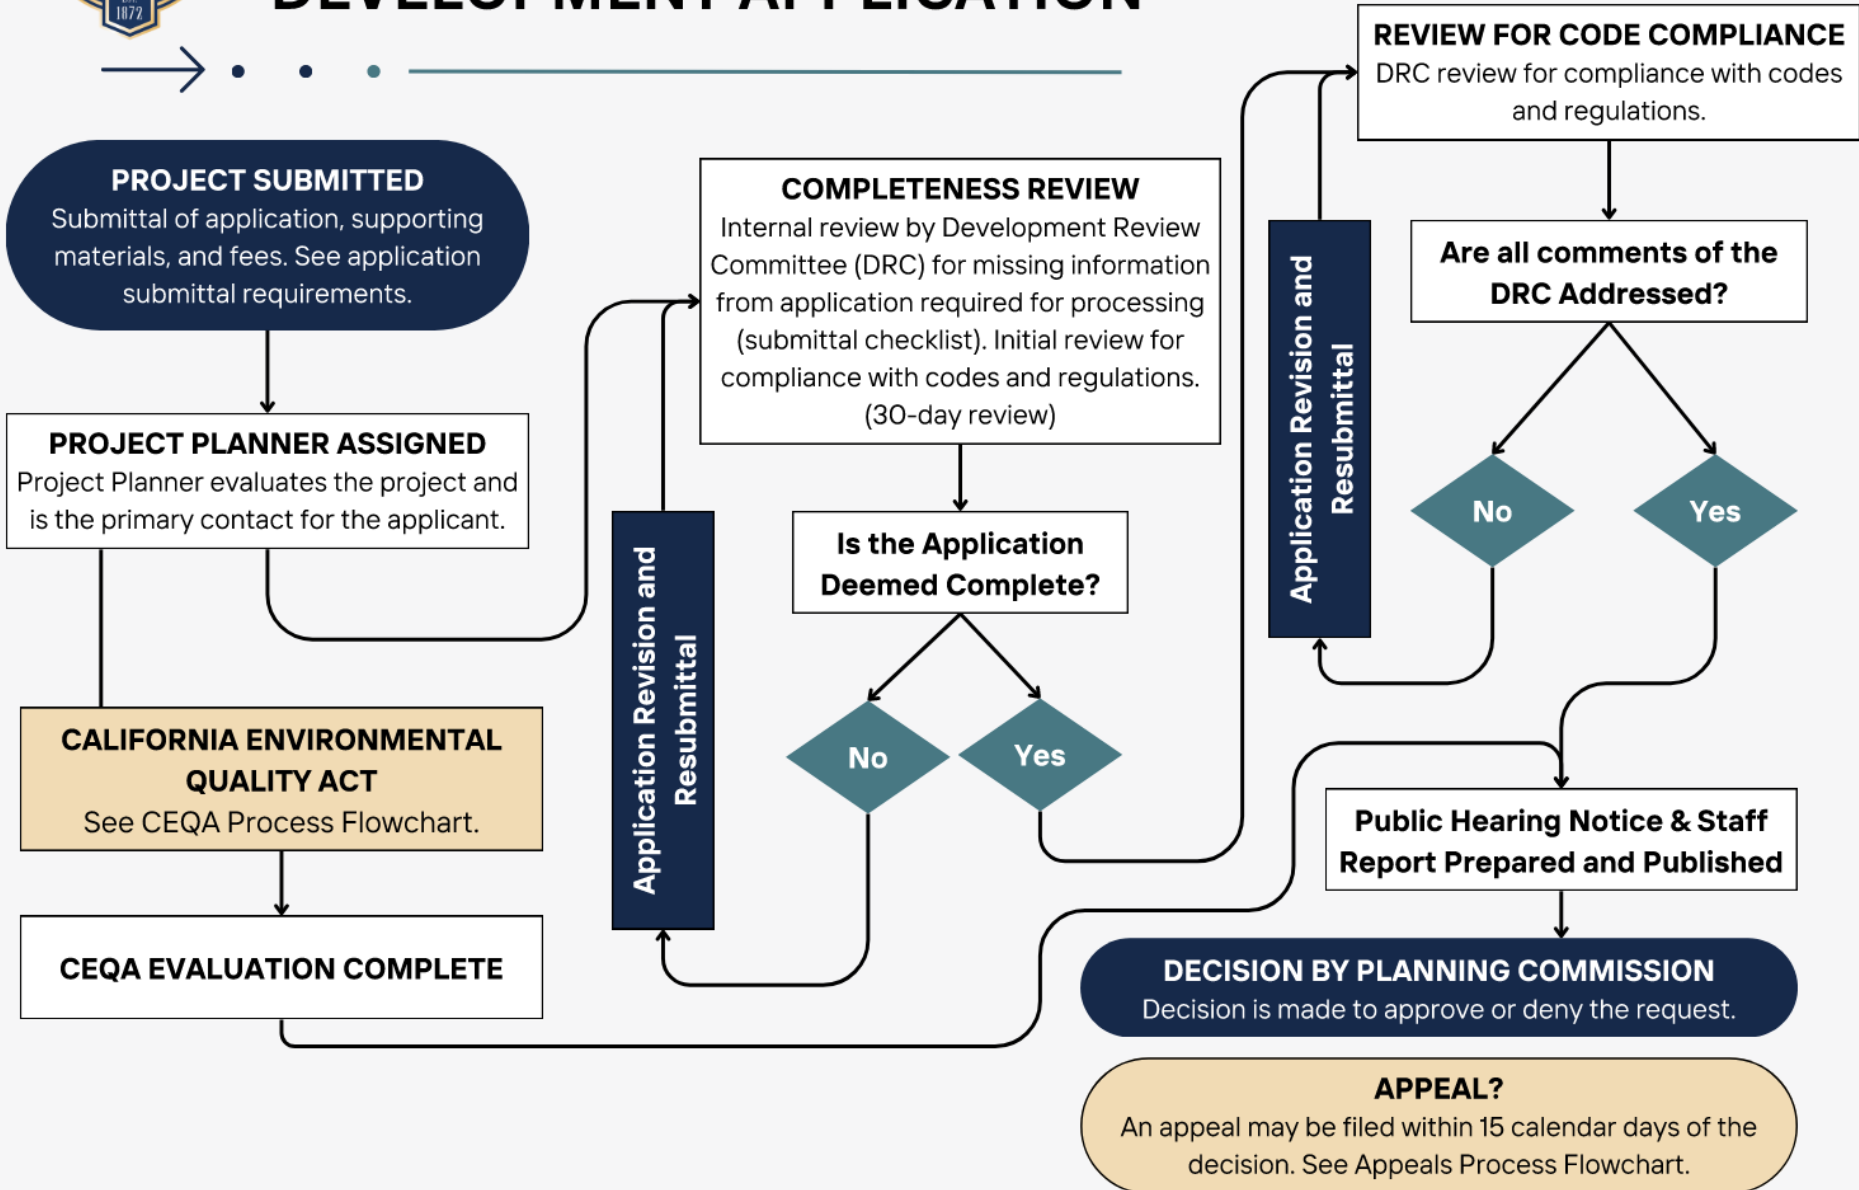 1872
DEVELOPMENT APPLICATION
PROJECT SUBMITTED
Submittal of application, supporting
materials, and fees. See application
submittal requirements.
PROJECT PLANNER ASSIGNED
Project Planner evaluates the project and
is the primary contact for the applicant.
CALIFORNIA ENVIRONMENTAL
QUALITY ACT
See CEQA Process Flowchart.
CEQA EVALUATION COMPLETE
Application Revision and
Resubmittal
COMPLETENESS REVIEW
Internal review by Development Review
Committee (DRC) for missing information
from application required for processing
(submittal checklist). Initial review for
compliance with codes and regulations.
(30-day review)
Is the Application
Deemed Complete?
No
Yes
Application Revision and
Resubmittal
REVIEW FOR CODE COMPLIANCE
DRC review for compliance with codes
and regulations.
Are all comments of the
DRC Addressed?
No
Yes
Public Hearing Notice & Staff
Report Prepared and Published
DECISION BY PLANNING COMMISSION
Decision is made to approve or deny the request.
APPEAL?
An appeal may be filed within 15 calendar days of the
decision. See Appeals Process Flowchart.